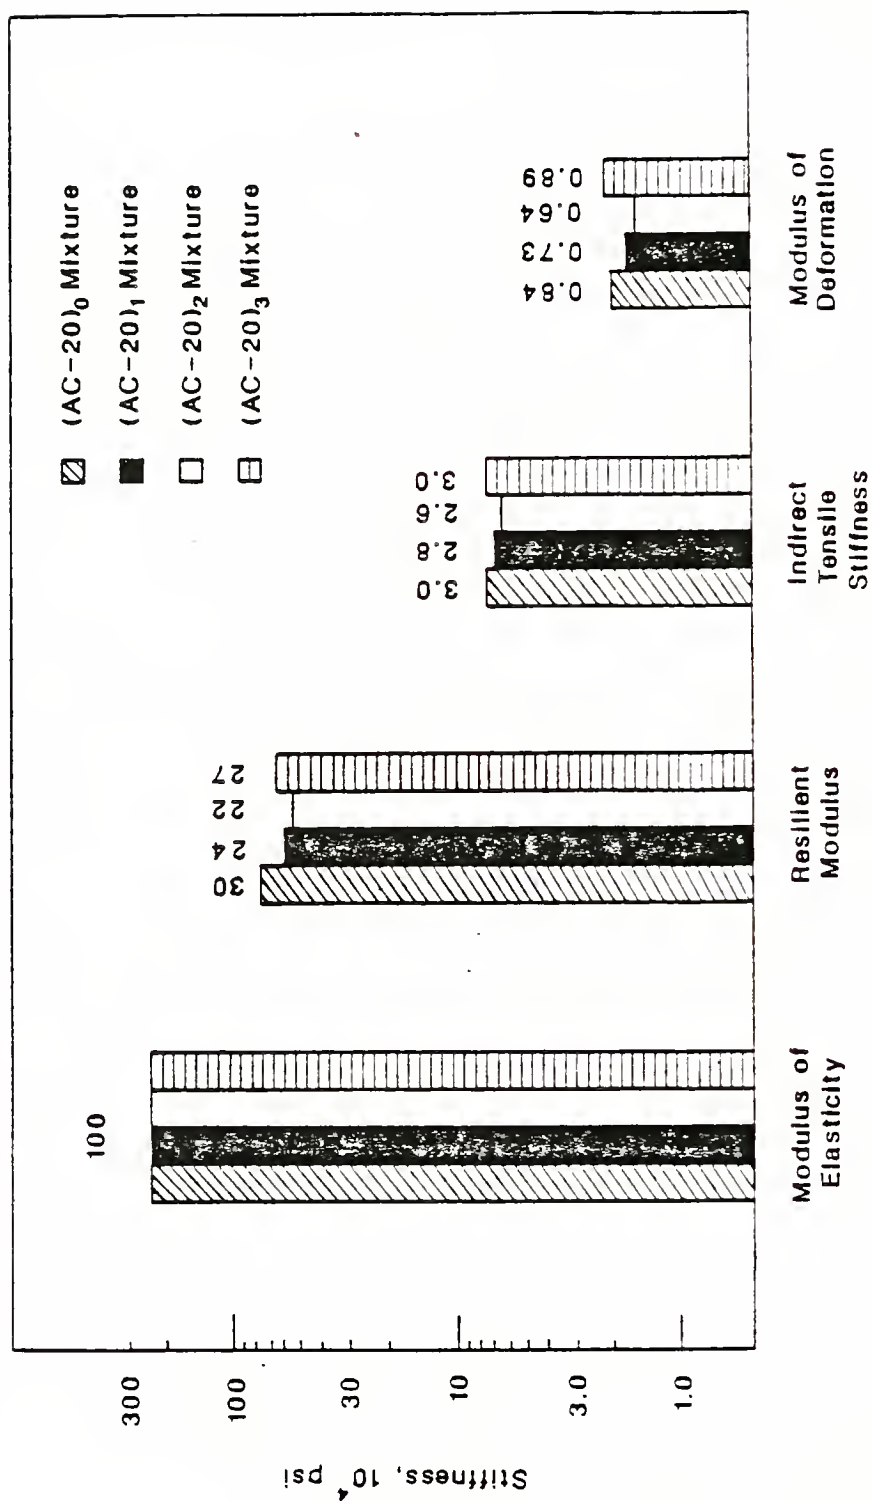 Stiffness, 10⁴ psi
300
100
30
10
3.0
1.0
(AC-20)₀ Mixture
(AC-20)₁ Mixture
(AC-20)₂ Mixture
(AC-20)₃ Mixture
100
30
24
22
27
3.0
2.8
2.6
3.0
0.84
0.73
0.64
0.89
Modulus of
Elasticity
Resilient
Modulus
Indirect
Tensile
Stiffness
Modulus of
Deformation